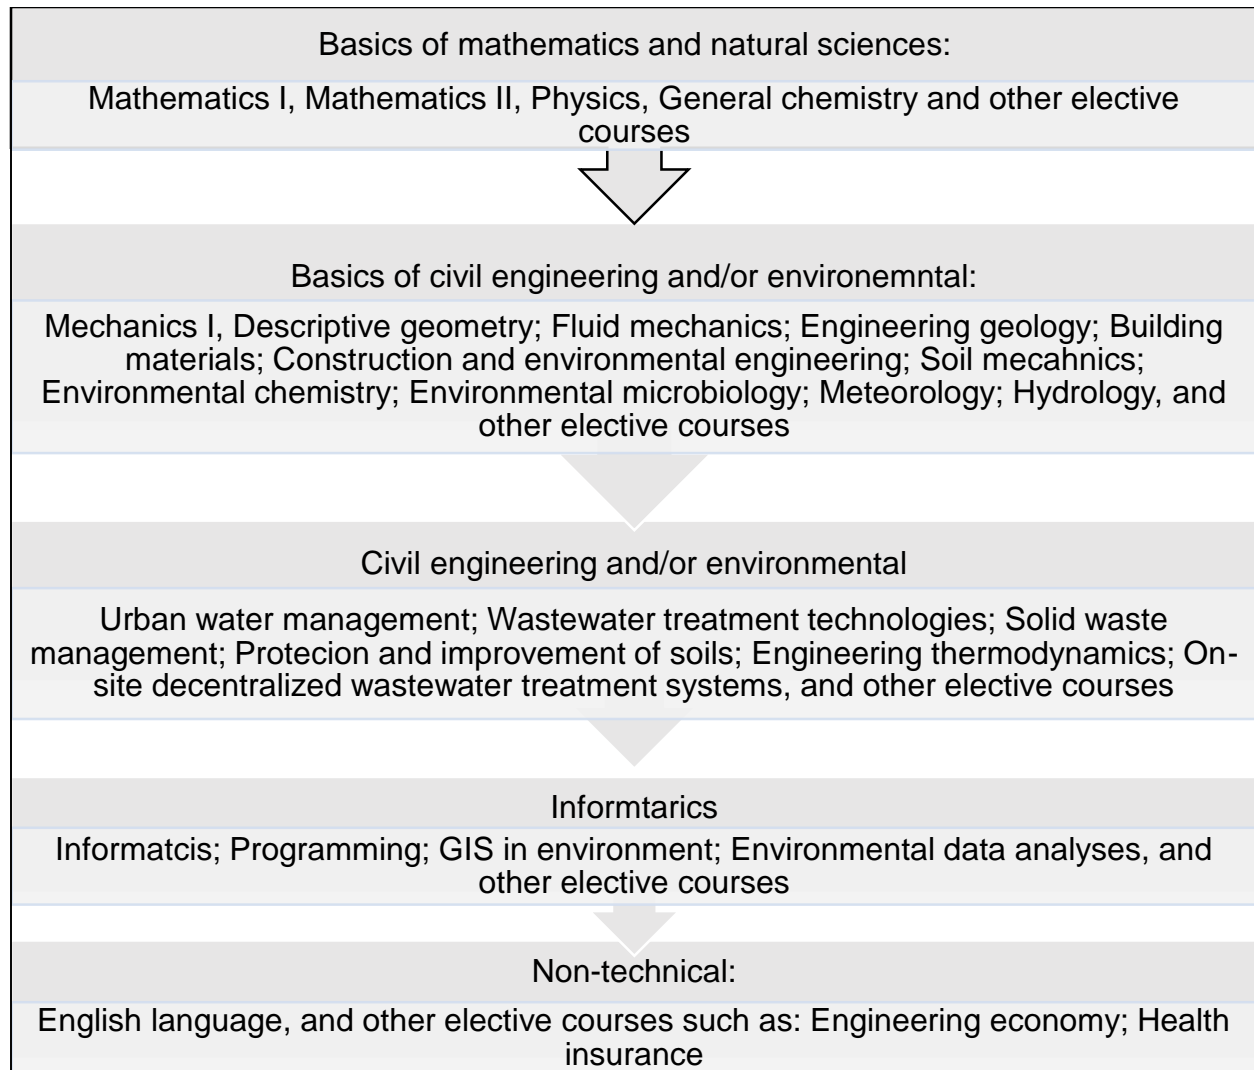 Basics of mathematics and natural sciences:
Mathematics I, Mathematics II, Physics, General chemistry and other elective
courses
Basics of civil engineering and/or environemntal:
Mechanics I, Descriptive geometry; Fluid mechanics; Engineering geology; Building
materials; Construction and environmental engineering; Soil mecahnics;
Environmental chemistry; Environmental microbiology; Meteorology; Hydrology, and
other elective courses
Civil engineering and/or environmental
Urban water management; Wastewater treatment technologies; Solid waste
management; Protecion and improvement of soils; Engineering thermodynamics; On-
site decentralized wastewater treatment systems, and other elective courses
Informtarics
Informatcis; Programming; GIS in environment; Environmental data analyses, and
other elective courses
Non-technical:
English language, and other elective courses such as: Engineering economy; Health
insurance